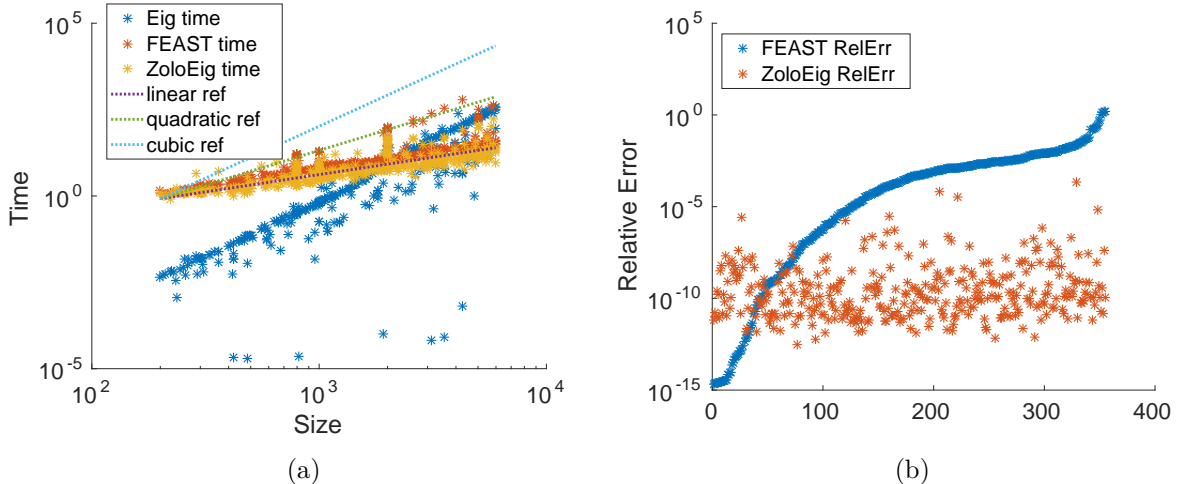 10^5
Eig time
FEAST time
ZoloEig time
linear ref
quadratic ref
cubic ref
10^0
10^-5
Time
10^2
10^3
10^4
Size
(a)
10^5
FEAST RelErr
ZoloEig RelErr
10^0
10^-5
10^-10
10^-15
Relative Error
0
100
200
300
400
(b)